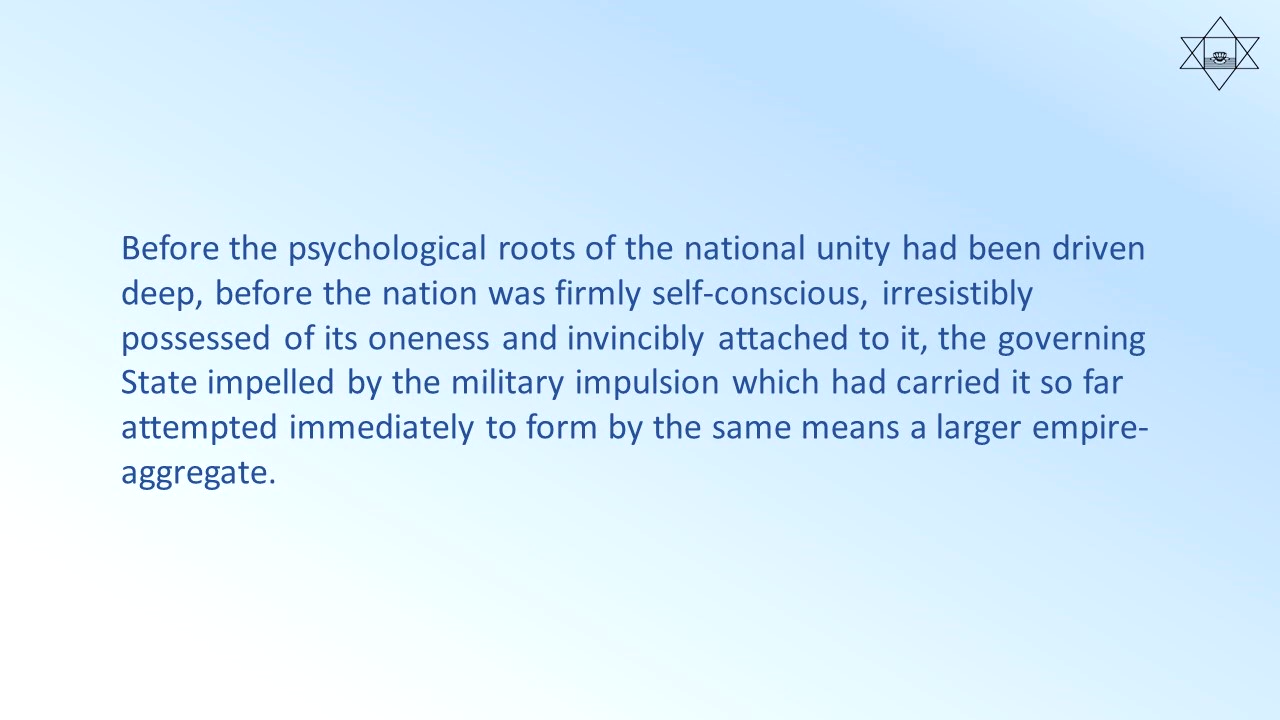 Before the psychological roots of the national unity had been driven
deep, before the nation was firmly self-conscious, irresistibly
possessed of its oneness and invincibly attached to it, the governing
State impelled by the military impulsion which had carried it so far
attempted immediately to form by the same means a larger empire-
aggregate.